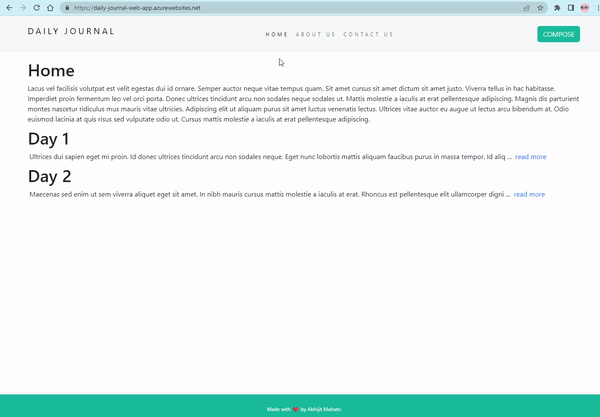 https://daily-journal-web-app.azurewebsites.net
DAILY JOURNAL
HOME ABOUT US CONTACT US
COMPOSE
Home
Lacus vel facilisis volutpat est velit egestas dui id ornare. Semper auctor neque vitae tempus quam. Sit amet cursus sit amet dictum sit amet justo. Viverra tellus in hac habitasse.
Imperdiet proin fermentum leo vel orci porta. Donec ultrices tincidunt arcu non sodales neque sodales ut. Mattis molestie a iaculis at erat pellentesque adipiscing. Magnis dis parturient
montes nascetur ridiculus mus mauris vitae ultricies. Adipiscing elit ut aliquam purus sit amet luctus venenatis lectus. Ultrices vitae auctor eu augue ut lectus arcu bibendum at. Odio
euismod lacinia at quis risus sed vulputate odio ut. Cursus mattis molestie a iaculis at erat pellentesque adipiscing.
Day 1
Ultrices dui sapien eget mi proin. Id donec ultrices tincidunt arcu non sodales neque. Eget nunc lobortis mattis aliquam faucibus purus in massa tempor. Id aliq ... read more
Day 2
Maecenas sed enim ut sem viverra aliquet eget sit amet. In nibh mauris cursus mattis molestie a iaculis at erat. Rhoncus est pellentesque elit ullamcorper digni ... read more
Made with ❤ by Abhijit Mahato